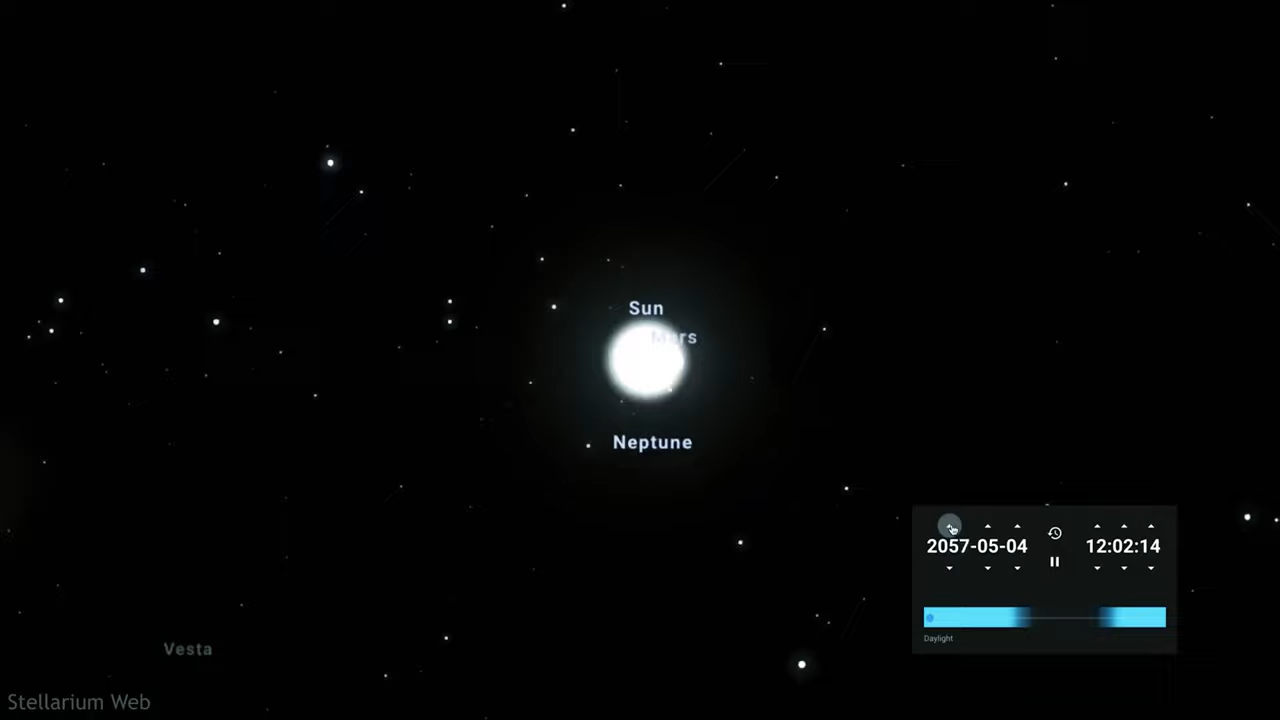 Sun
Mars
Neptune
2057-05-04
12:02:14
Daylight
Vesta
Stellarium Web